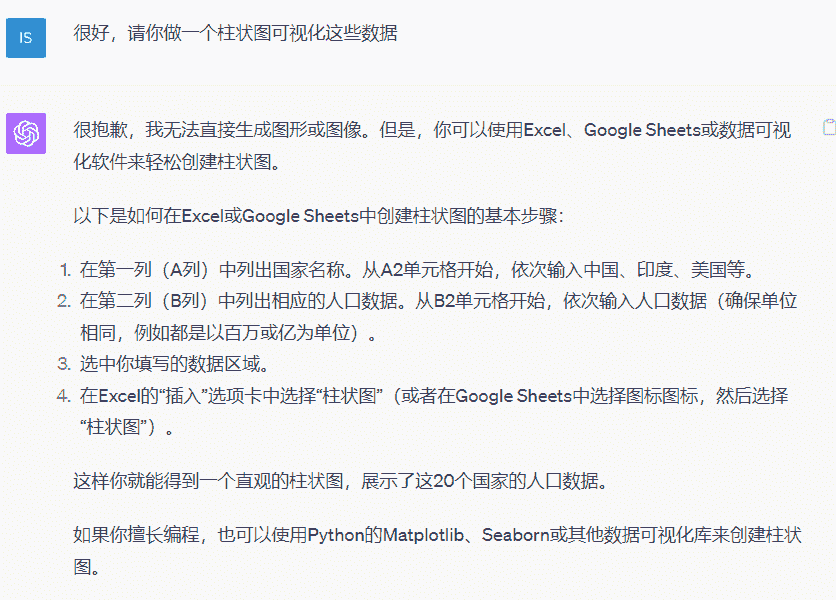 IS
很好，请你做一个柱状图可视化这些数据
很抱歉，我无法直接生成图形或图像。但是，你可以使用Excel、Google Sheets或数据可视
化软件来轻松创建柱状图。
以下是如何在Excel或Google Sheets中创建柱状图的基本步骤：
1. 在第一列（A列）中列出国家名称。从A2单元格开始，依次输入中国、印度、美国等。
2. 在第二列（B列）中列出相应的人口数据。从B2单元格开始，依次输入人口数据（确保单位
相同，例如都是以百万或亿为单位）。
3. 选中你填写的数据区域。
4. 在Excel的“插入”选项卡中选择“柱状图”（或者在Google Sheets中选择图标图标，然后选择
“柱状图”）。
这样你就能得到一个直观的柱状图，展示了这20个国家的人口数据。
如果你擅长编程，也可以使用Python的Matplotlib、Seaborn或其他数据可视化库来创建柱状
图。